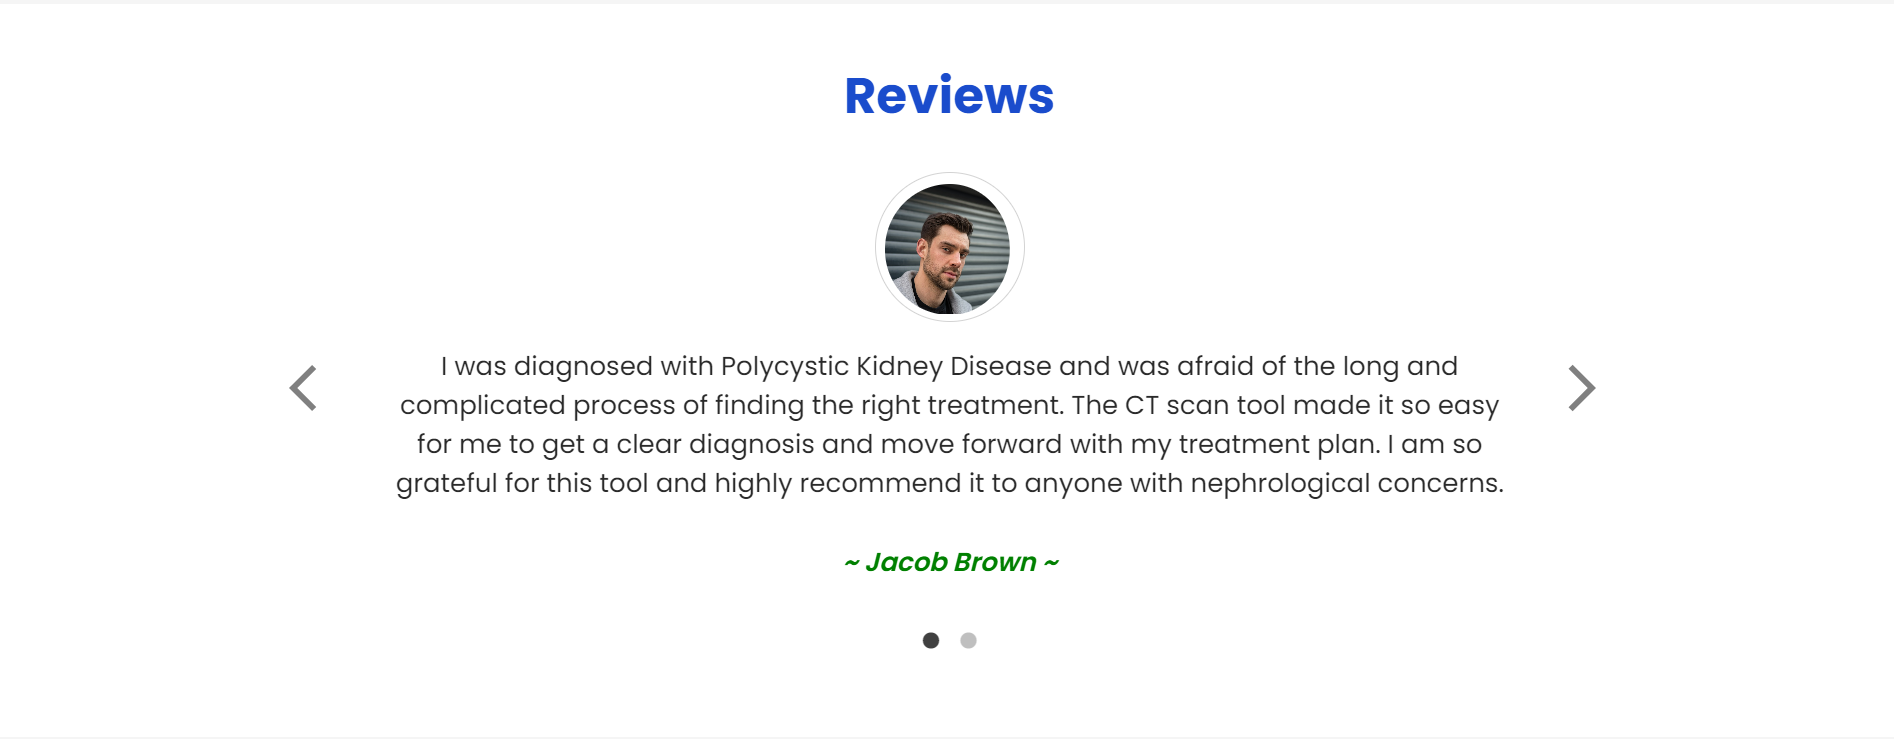 Reviews
I was diagnosed with Polycystic Kidney Disease and was afraid of the long and
complicated process of finding the right treatment. The CT scan tool made it so easy
for me to get a clear diagnosis and move forward with my treatment plan. I am so
grateful for this tool and highly recommend it to anyone with nephrological concerns.
~ Jacob Brown ~